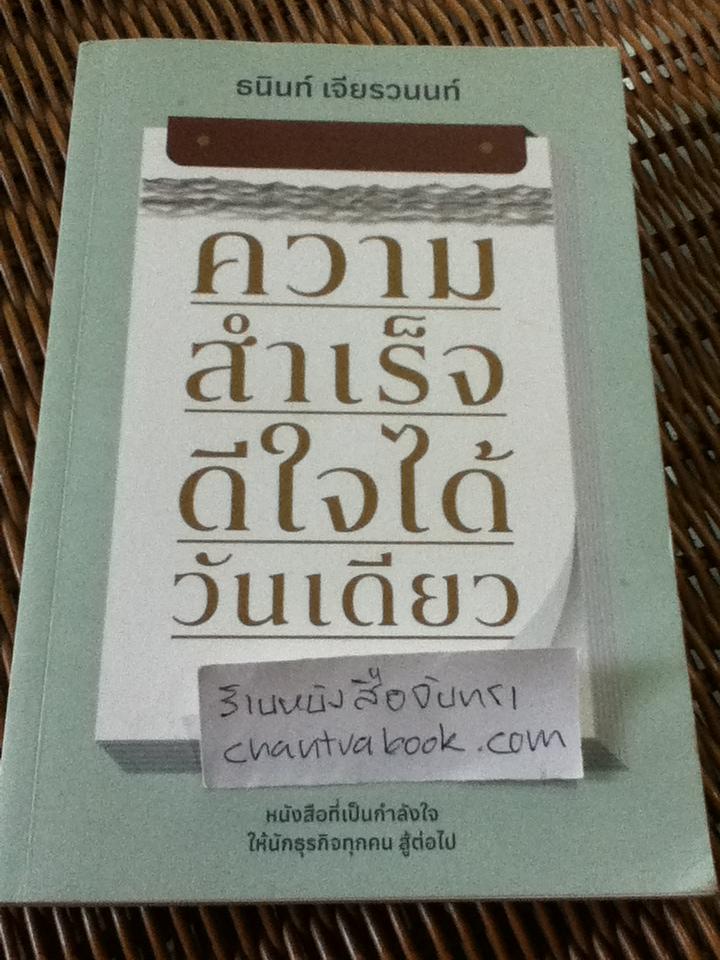 ธนินท์ เจียรวนนท์
ความ
สำเร็จ
ดีใจได้
วันเดียว
ร้านหนังสือจันทรา
chantrabook.com
หนังสือที่เป็นกำลังใจ
ให้นักธุรกิจทุกคน สู้ต่อไป